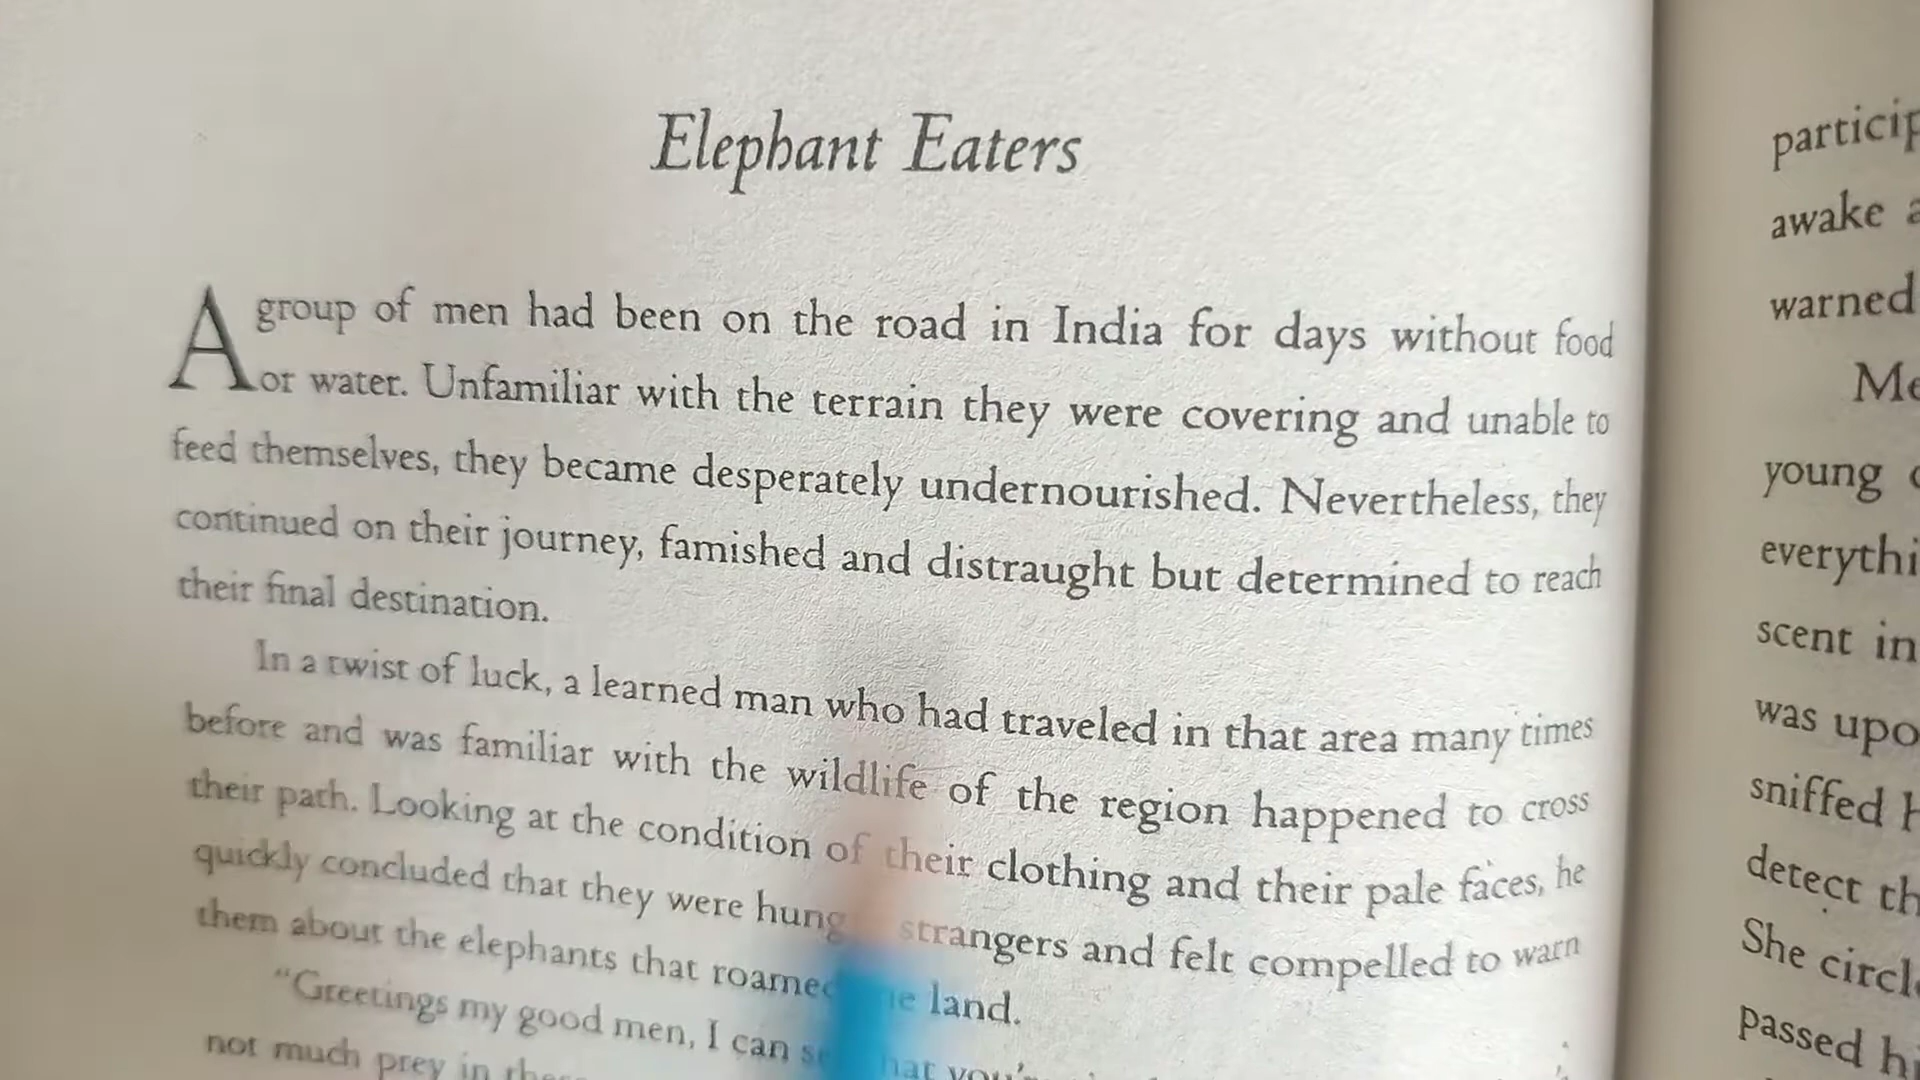 Elephant Eaters
A group of men had been on the road in India for days without food
or water. Unfamiliar with the terrain they were covering and unable to
feed themselves, they became desperately undernourished. Nevertheless, they
continued on their journey, famished and distraught but determined to reach
their final destination.
In a twist of luck, a learned man who had traveled in that area many times
before and was familiar with the wildlife of the region happened to cross
their path. Looking at the condition of their clothing and their pale faces, he
quickly concluded that they were hung strangers and felt compelled to warn
them about the elephants that roamed land.
"Greetings my good men, I can
not much prey in
particip
awake a
warned
Me
young
everythi
scent in
was upo
sniffed h
detect th
She circl
passed hi